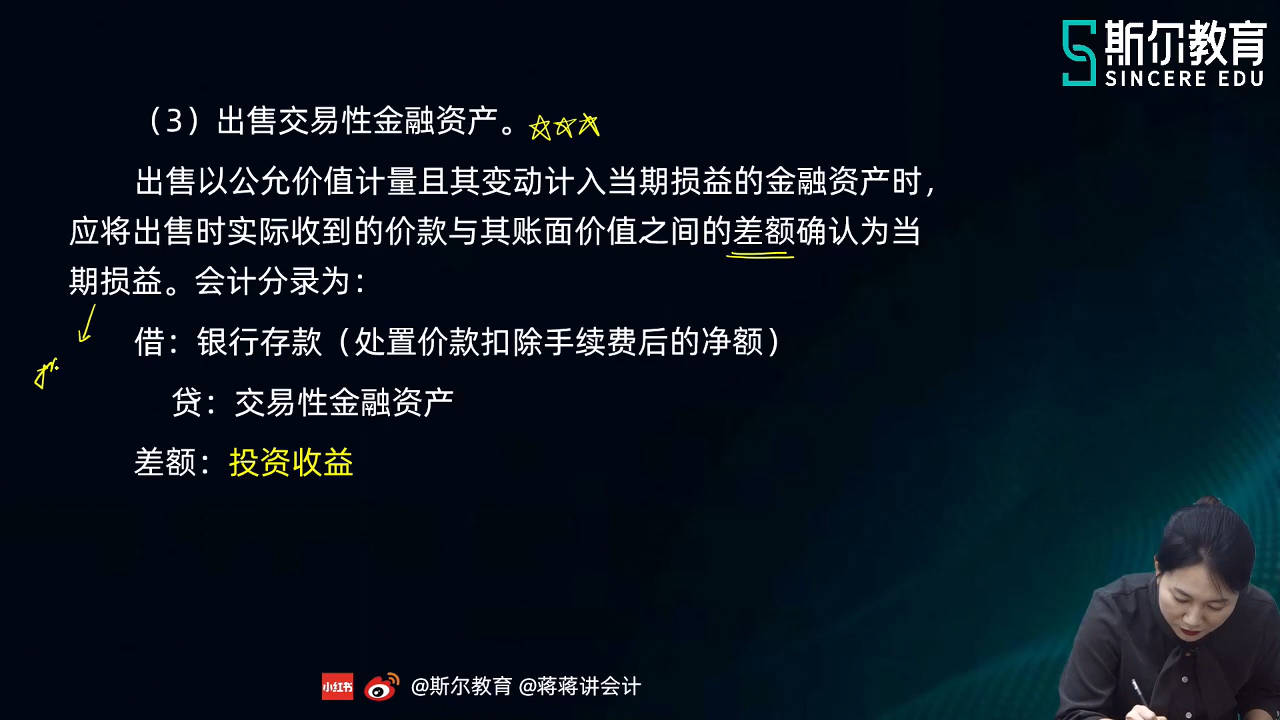 斯尔教育
SINCERE EDU
（3）出售交易性金融资产。
出售以公允价值计量且其变动计入当期损益的金融资产时，
应将出售时实际收到的价款与其账面价值之间的差额确认为当
期损益。会计分录为：
借：银行存款（处置价款扣除手续费后的净额）
贷：交易性金融资产
差额：投资收益
小红书 @斯尔教育 @蒋蒋讲会计